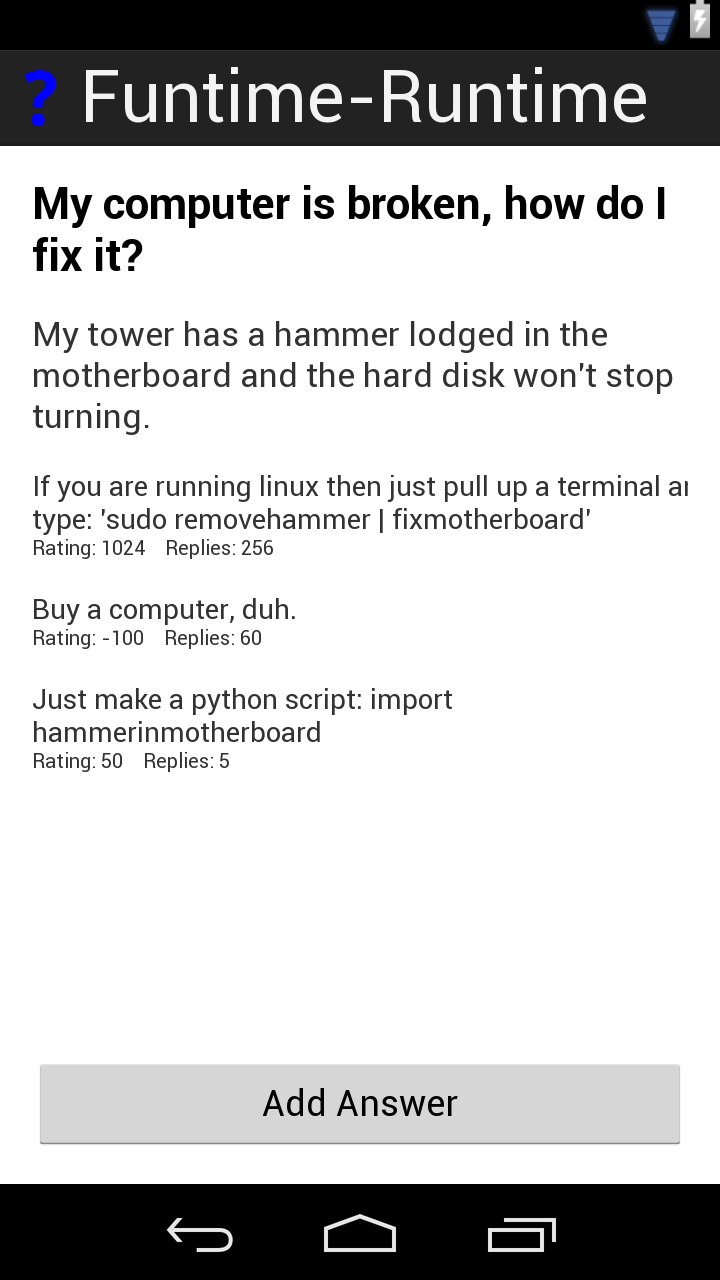 ? Funtime-Runtime
My computer is broken, how do I
fix it?
My tower has a hammer lodged in the
motherboard and the hard disk won't stop
turning.
If you are running linux then just pull up a terminal
type: 'sudo removehammer | fixmotherboard'
Rating: 1024 Replies: 256
Buy a computer, duh.
Rating: -100 Replies: 60
Just make a python script: import
hammerinmotherboard
Rating: 50 Replies: 5
Add Answer